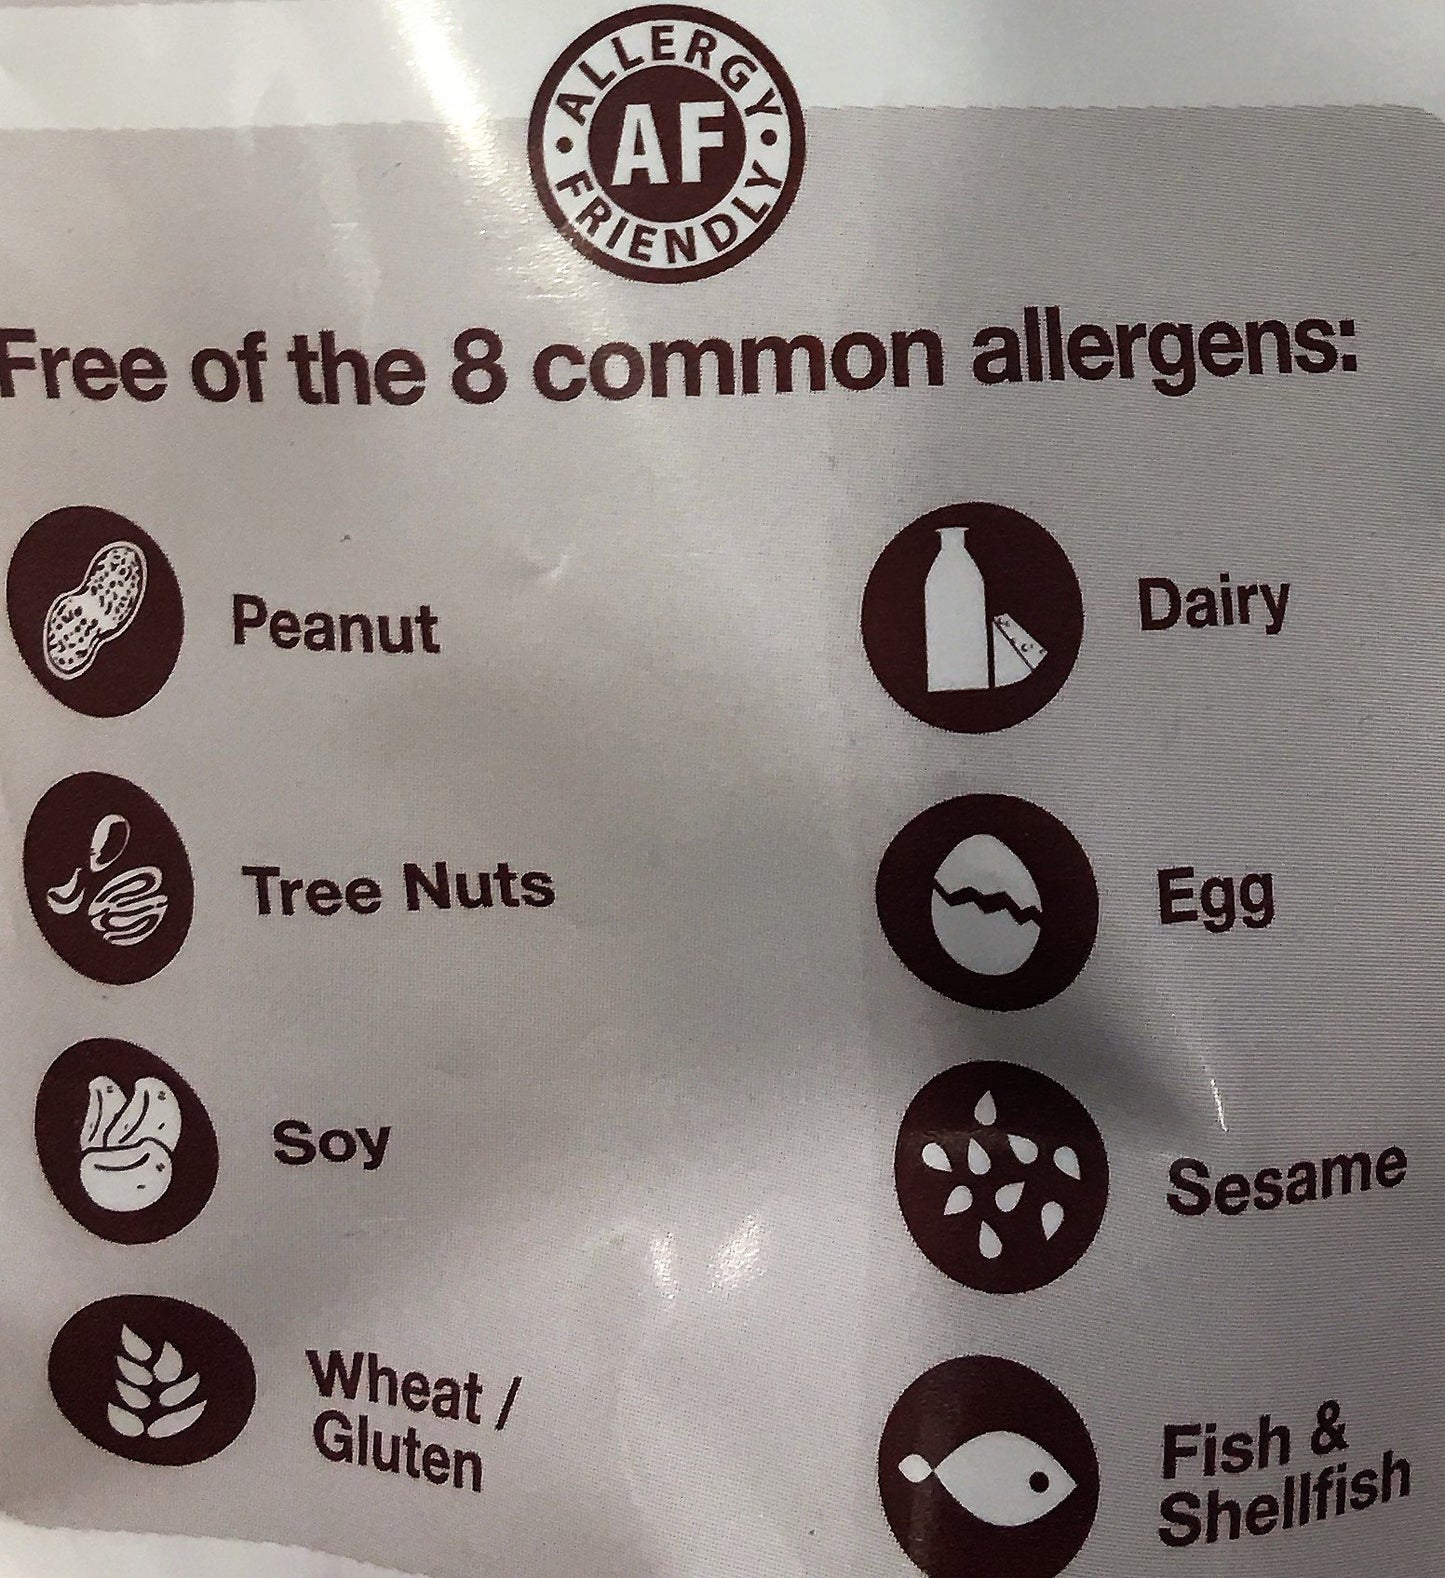 ALLERGY
AF
FRIENDLY
Free of the 8 common allergens:
Peanut
Dairy
Tree Nuts
Egg
Soy
Sesame
Wheat /
Gluten
Fish &
Shellfish